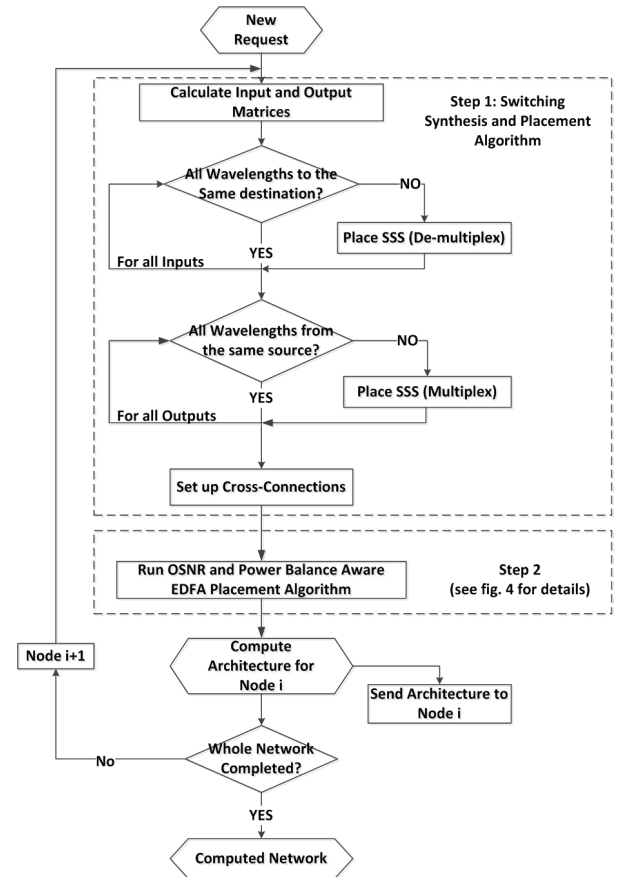 New
Request
Calculate Input and Output
Matrices
Step 1: Switching
Synthesis and Placement
Algorithm
All Wavelengths to the
Same destination?
NO
Place SSS (De-multiplex)
YES
For all Inputs
All Wavelengths from
the same source?
NO
Place SSS (Multiplex)
YES
For all Outputs
Set up Cross-Connections
Run OSNR and Power Balance Aware
EDFA Placement Algorithm
Step 2
(see fig. 4 for details)
Compute
Architecture for
Node i
Node i+1
Send Architecture to
Node i
Whole Network
Completed?
No
YES
Computed Network